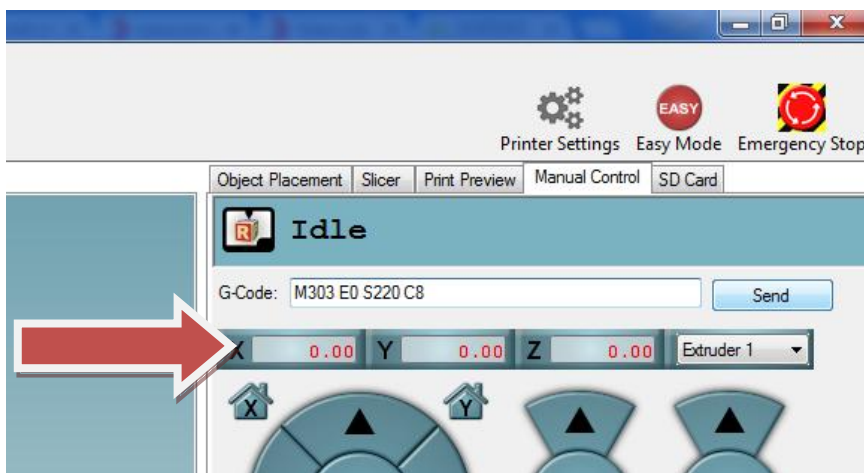 EASY
Printer Settings Easy Mode Emergency Stop
Object Placement Slicer Print Preview Manual Control SD Card
R Idle
G-Code: M303 E0 S220 C8 Send
X 0.00 Y 0.00 Z 0.00 Extruder 1
X Y